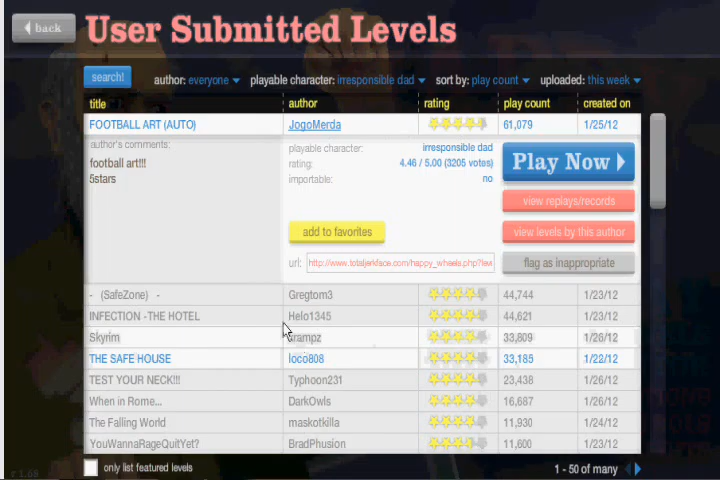 back
User Submitted Levels
search!
author: everyone playable character: irresponsible dad sort by: play count uploaded: this week
title author rating play count created on
FOOTBALL ART (AUTO) JogoMerda 61,079 1/25/12
author's comments:
football art!!!
5stars
playable character: irresponsible dad
rating: 4.46 / 5.00 (3205 votes)
importable: no
Play Now
view replays/records
add to favorites
view levels by this author
url: http://www.totaljerkface.com/happy_wheels.php?lev
flag as inappropriate
- (SafeZone) - Gregtom3 44,744 1/23/12
INFECTION -THE HOTEL Helo1345 44,621 1/23/12
Skyrim 33,809 1/26/12
THE SAFE HOUSE loco808 33,185 1/22/12
TEST YOUR NECK!!! Typhoon231 23,438 1/26/12
When in Rome... DarkOwls 16,687 1/26/12
The Falling World maskotkilla 11,930 1/24/12
YouWannaRageQuitYet? BradPhusion 11,600 1/23/12
only list featured levels
1 - 50 of many